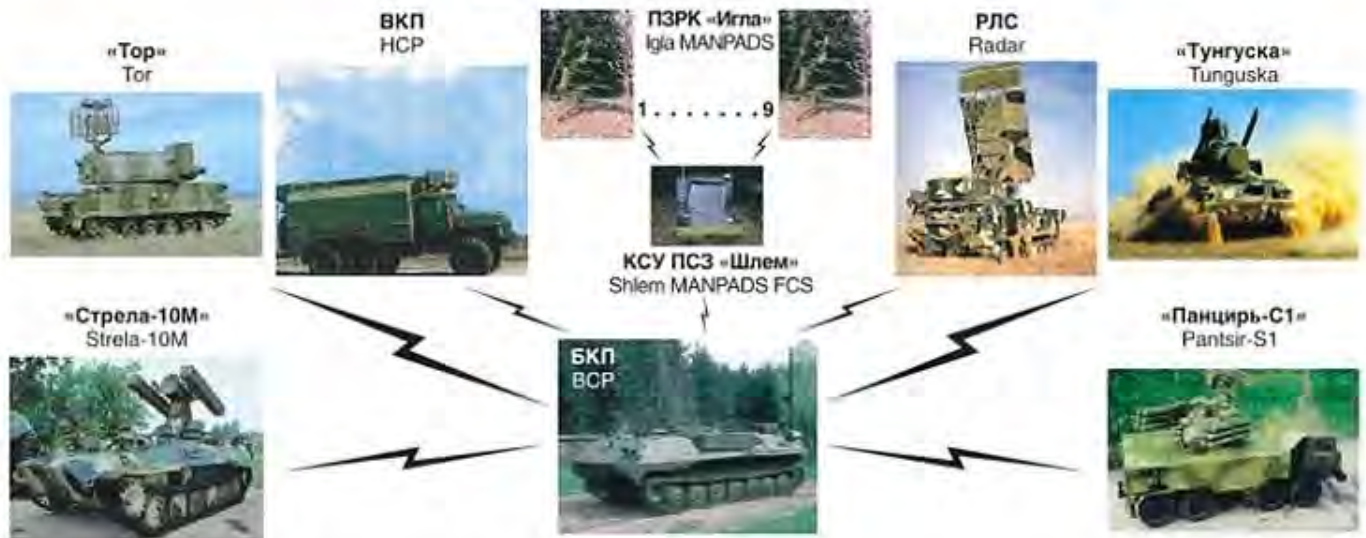 «Тор»
Tor
ВКП
HCP
ПЗРК «Игла»
Igla MANPADS
1.......9
РЛС
Radar
«Тунгуска»
Tunguska
КСУ ПСЗ «Шлем»
Shlem MANPADS FCS
«Стрела-10М»
Strela-10M
БКП
BCP
«Панцирь-С1»
Pantsir-S1